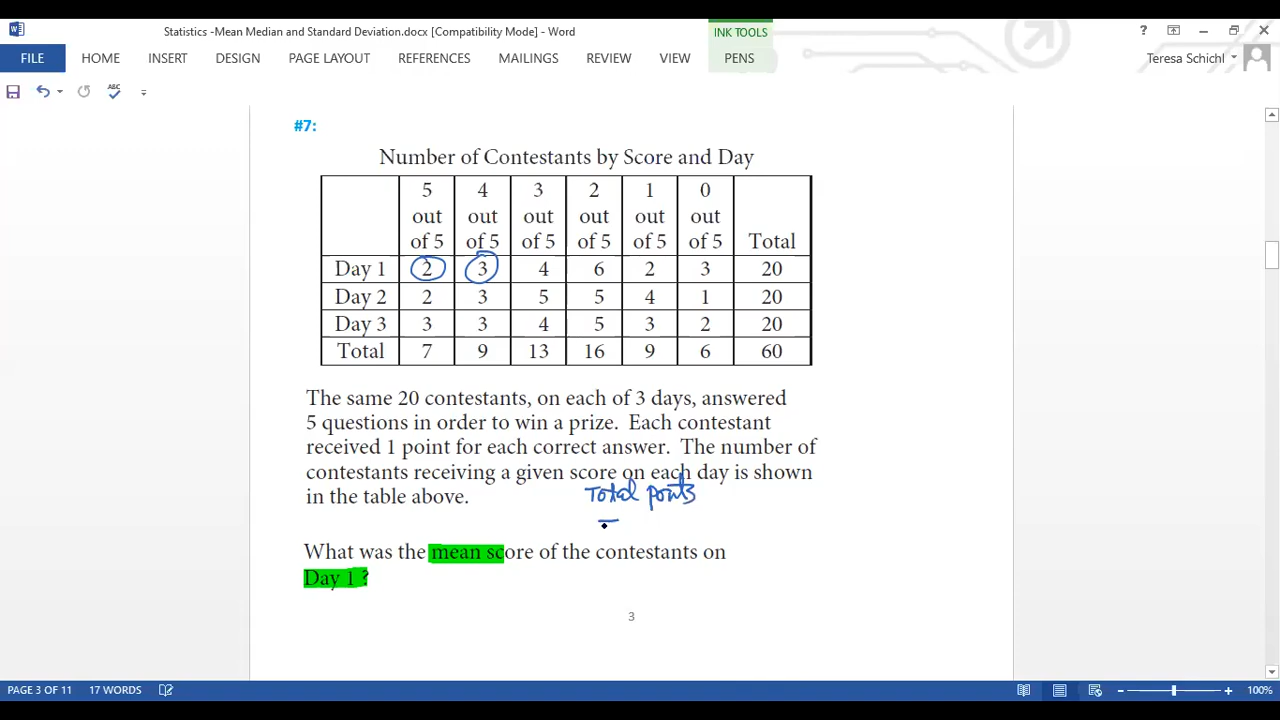 Statistics -Mean Median and Standard Deviation.docx [Compatibility Mode] - Word
INK TOOLS
?
FILE HOME INSERT DESIGN PAGE LAYOUT REFERENCES MAILINGS REVIEW VIEW PENS
Teresa Schichl
ABC
#7:
Number of Contestants by Score and Day
5 out of 5 4 out of 5 3 out of 5 2 out of 5 1 out of 5 0 out of 5 Total
Day 1 2 3 4 6 2 3 20
Day 2 2 3 5 5 4 1 20
Day 3 3 3 4 5 3 2 20
Total 7 9 13 16 9 6 60
The same 20 contestants, on each of 3 days, answered
5 questions in order to win a prize. Each contestant
received 1 point for each correct answer. The number of
contestants receiving a given score on each day is shown
in the table above.
Total points
What was the mean score of the contestants on
Day 1 ?
3
PAGE 3 OF 11 17 WORDS
100%